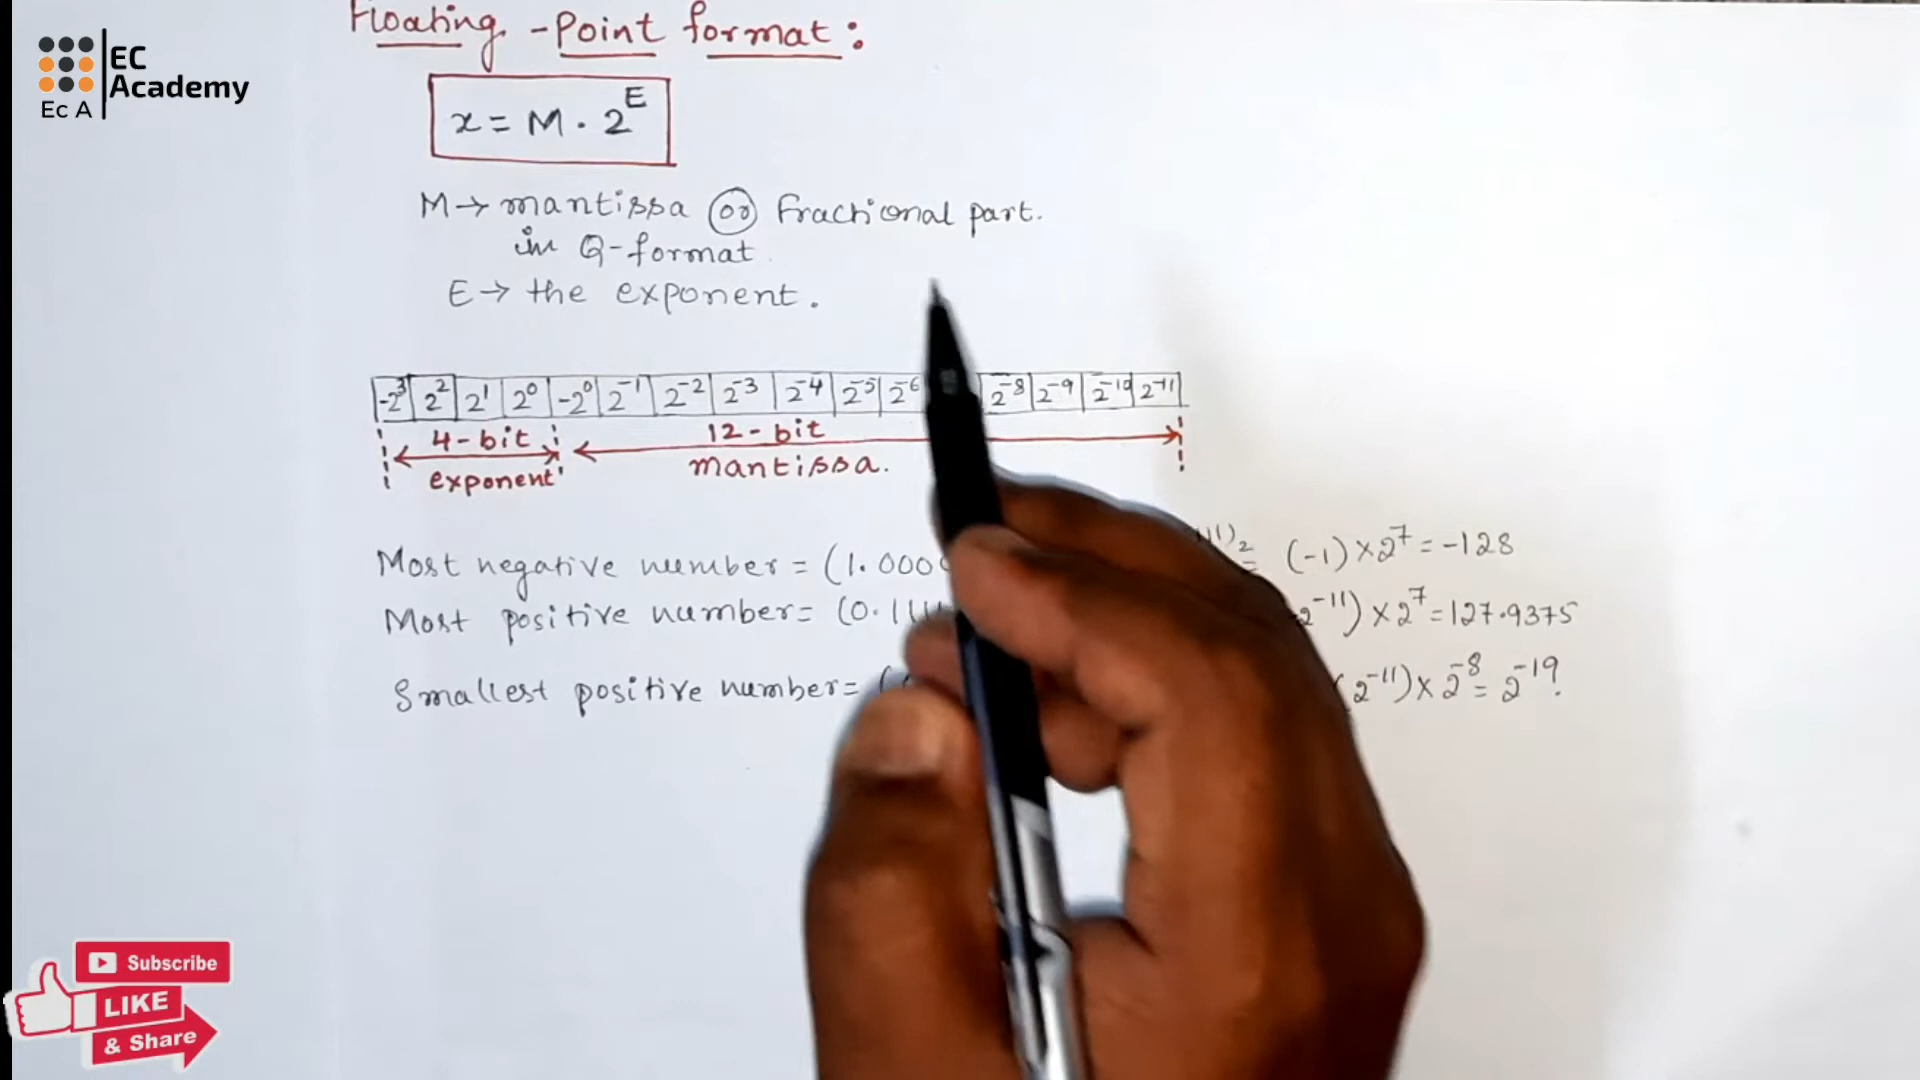 Floating-Point format:
EC
Academy
Ec A
x = M . 2^E
M → mantissa (or) Fractional part.
in Q-format
E → the exponent.
-2^3 2^2 2^1 2^0 -2^0 2^-1 2^-2 2^-3 2^-4 2^-5 2^-6 2^-8 2^-9 2^-10 2^-11
4-bit 12-bit
exponent mantissa.
Most negative number = (1.000 )2 = (-1) × 2^7 = -128
Most positive number = (0.111 2^-11) × 2^7 = 127.9375
Smallest positive number = ( 2^-11) × 2^-8 = 2^-19.
Subscribe
LIKE
& Share